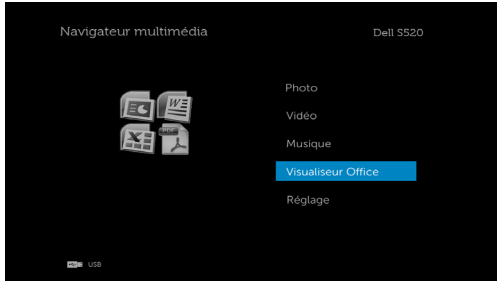 Navigateur multimédia
Dell S520
Photo
Vidéo
Musique
Visualiseur Office
Réglage
USB